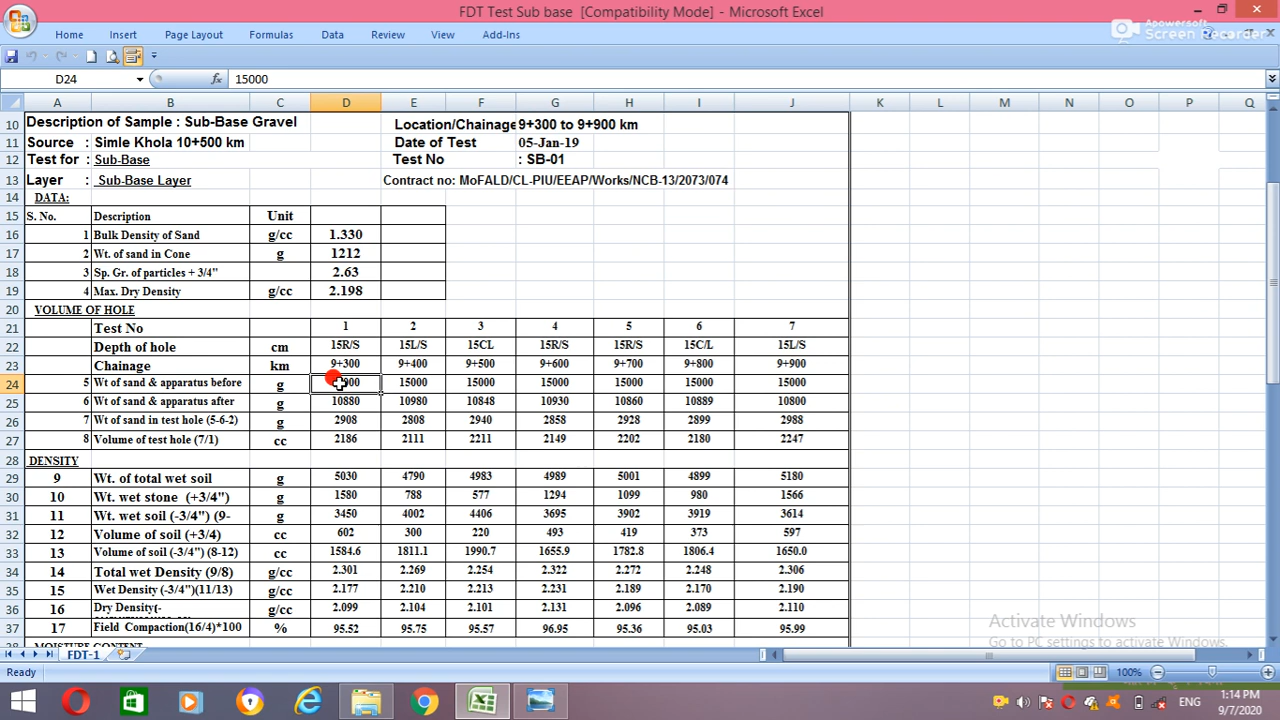 FDT Test Sub base [Compatibility Mode] - Microsoft Excel
Apowersoft
Screen Recorder
Home Insert Page Layout Formulas Data Review View Add-Ins
D24 fx 15000
A B C D E F G H I J K L M N O P Q
10 Description of Sample : Sub-Base Gravel Location/Chainage 9+300 to 9+900 km
11 Source : Simle Khola 10+500 km Date of Test 05-Jan-19
12 Test for : Sub-Base Test No : SB-01
13 Layer : Sub-Base Layer Contract no: MoFALD/CL-PIU/EEAP/Works/NCB-13/2073/074
14 DATA:
15 S. No. Description Unit
16 1 Bulk Density of Sand g/cc 1.330
17 2 Wt. of sand in Cone g 1212
18 3 Sp. Gr. of particles + 3/4" 2.63
19 4 Max. Dry Density g/cc 2.198
20 VOLUME OF HOLE
21 Test No 1 2 3 4 5 6 7
22 Depth of hole cm 15R/S 15L/S 15CL 15R/S 15R/S 15C/L 15L/S
23 Chainage km 9+300 9+400 9+500 9+600 9+700 9+800 9+900
24 5 Wt of sand & apparatus before g 15000 15000 15000 15000 15000 15000
25 6 Wt of sand & apparatus after g 10880 10980 10848 10930 10860 10889 10800
26 7 Wt of sand in test hole (5-6-2) g 2908 2808 2940 2858 2928 2899 2988
27 8 Volume of test hole (7/1) cc 2186 2111 2211 2149 2202 2180 2247
28 DENSITY
29 9 Wt. of total wet soil g 5030 4790 4983 4989 5001 4899 5180
30 10 Wt. wet stone (+3/4") g 1580 788 577 1294 1099 980 1566
31 11 Wt. wet soil (-3/4") (9- g 3450 4002 4406 3695 3902 3919 3614
32 12 Volume of soil (+3/4) cc 602 300 220 493 419 373 597
33 13 Volume of soil (-3/4") (8-12) cc 1584.6 1811.1 1990.7 1655.9 1782.8 1806.4 1650.0
34 14 Total wet Density (9/8) g/cc 2.301 2.269 2.254 2.322 2.272 2.248 2.306
35 15 Wet Density (-3/4")(11/13) g/cc 2.177 2.210 2.213 2.231 2.189 2.170 2.190
36 16 Dry Density(- g/cc 2.099 2.104 2.101 2.131 2.096 2.089 2.110
37 17 Field Compaction(16/4)*100 % 95.52 95.75 95.57 96.95 95.36 95.03 95.99
Activate Windows
Go to PC settings to activate Windows.
FDT-1
Ready 100%
ENG 1:14 PM
9/7/2020